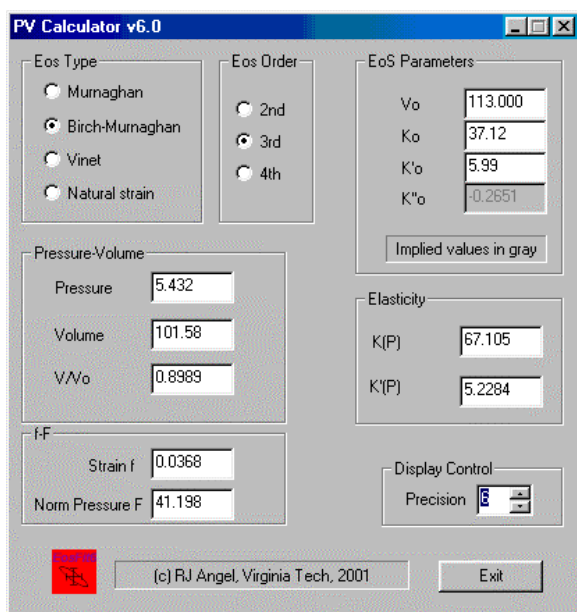 PV Calculator v6.0
Eos Type
Murnaghan
Birch-Murnaghan
Vinet
Natural strain
Eos Order
2nd
3rd
4th
EoS Parameters
Vo 113.000
Ko 37.12
K'o 5.99
K''o -0.2651
Implied values in gray
Pressure-Volume
Pressure 5.432
Volume 101.58
V/Vo 0.8989
Elasticity
K(P) 67.105
K'(P) 5.2284
f-F
Strain f 0.0368
Norm Pressure F 41.198
Display Control
Precision 6
EosFit6
(c) RJ Angel, Virginia Tech, 2001
Exit